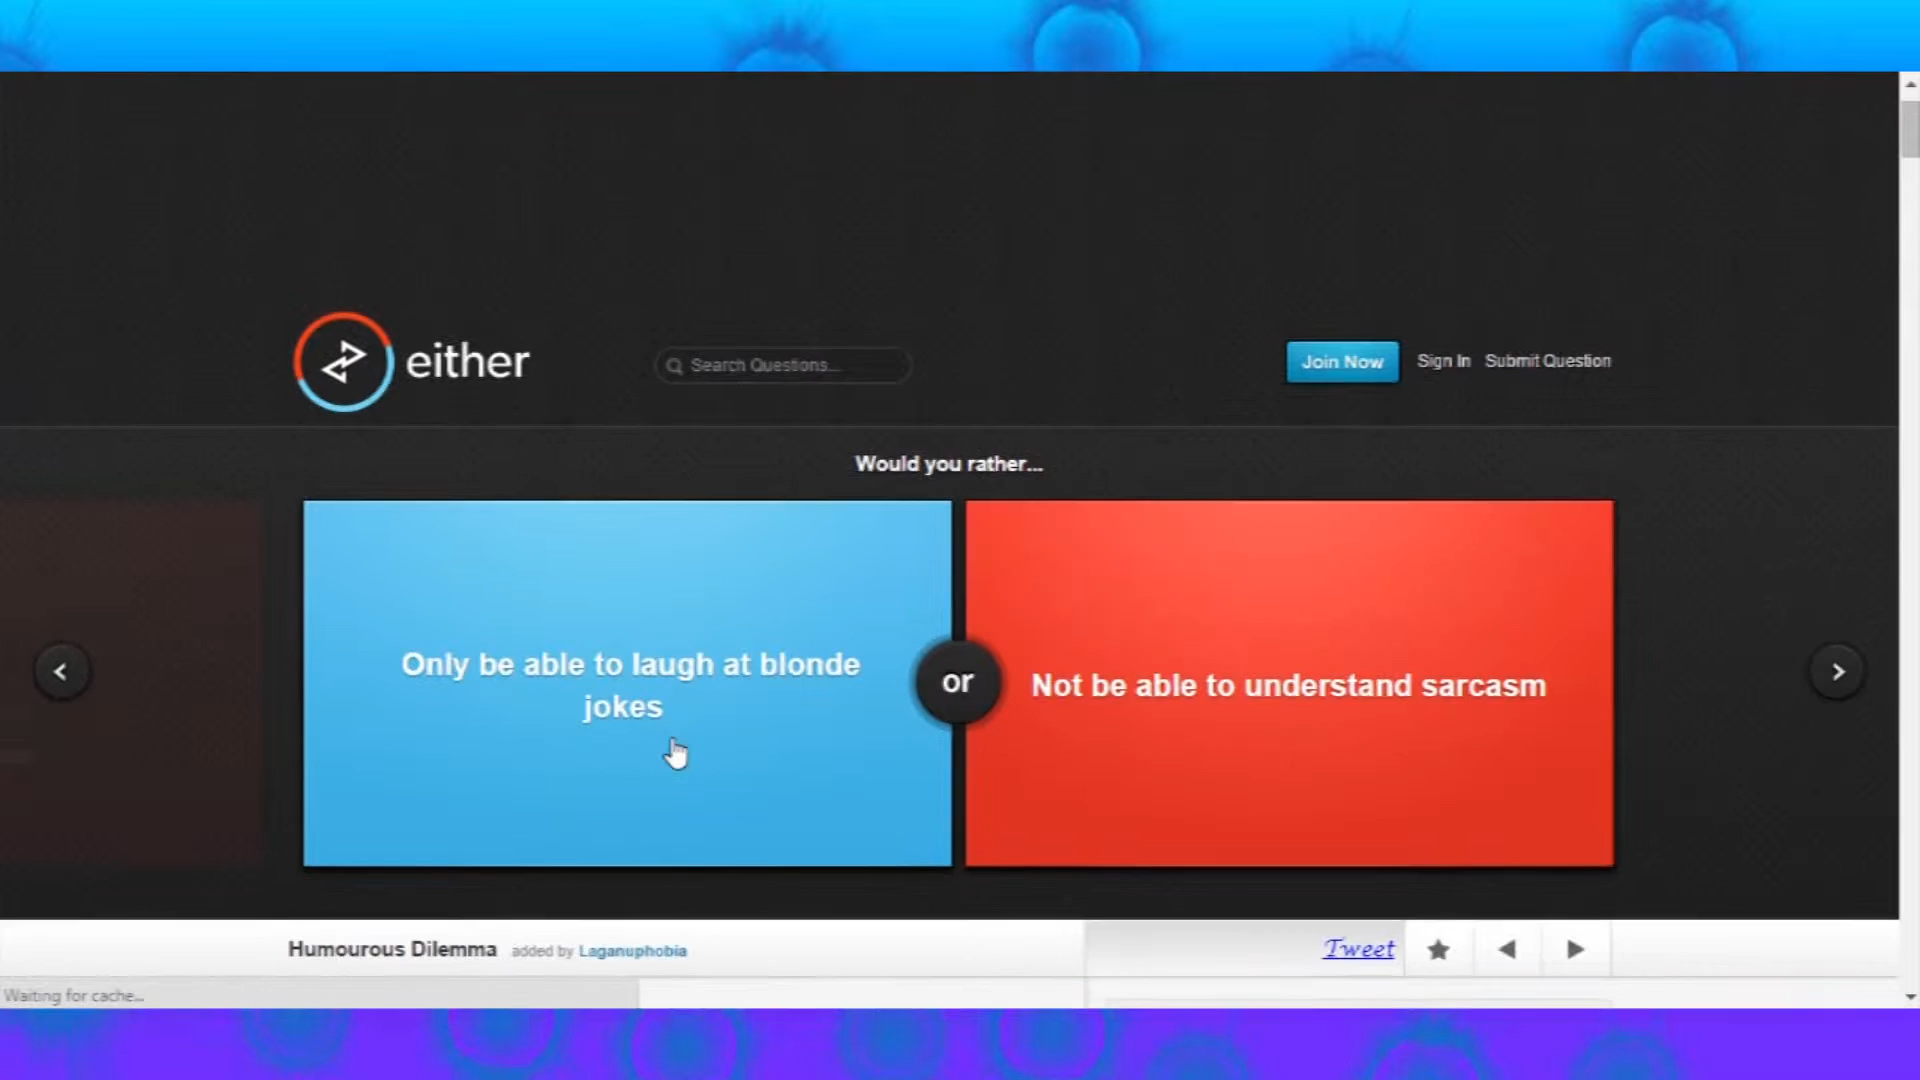 either
Search Questions...
Join Now
Sign In
Submit Question
Would you rather...
Only be able to laugh at blonde
jokes
or
Not be able to understand sarcasm
Humourous Dilemma added by Laganuphobia
Tweet
Waiting for cache...